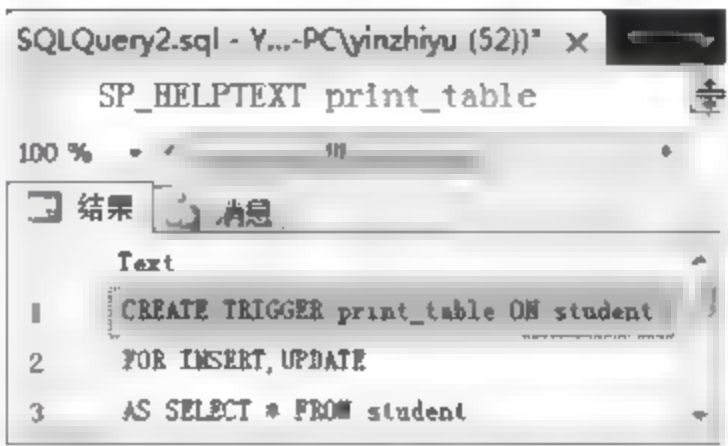 SQLQuery2.sql - Y...-PC\yinzhiyu (52))* ×
SP_HELPTEXT print_table
100 %
结果 消息
Text
1 CREATE TRIGGER print_table ON student
2 FOR INSERT, UPDATE
3 AS SELECT * FROM student